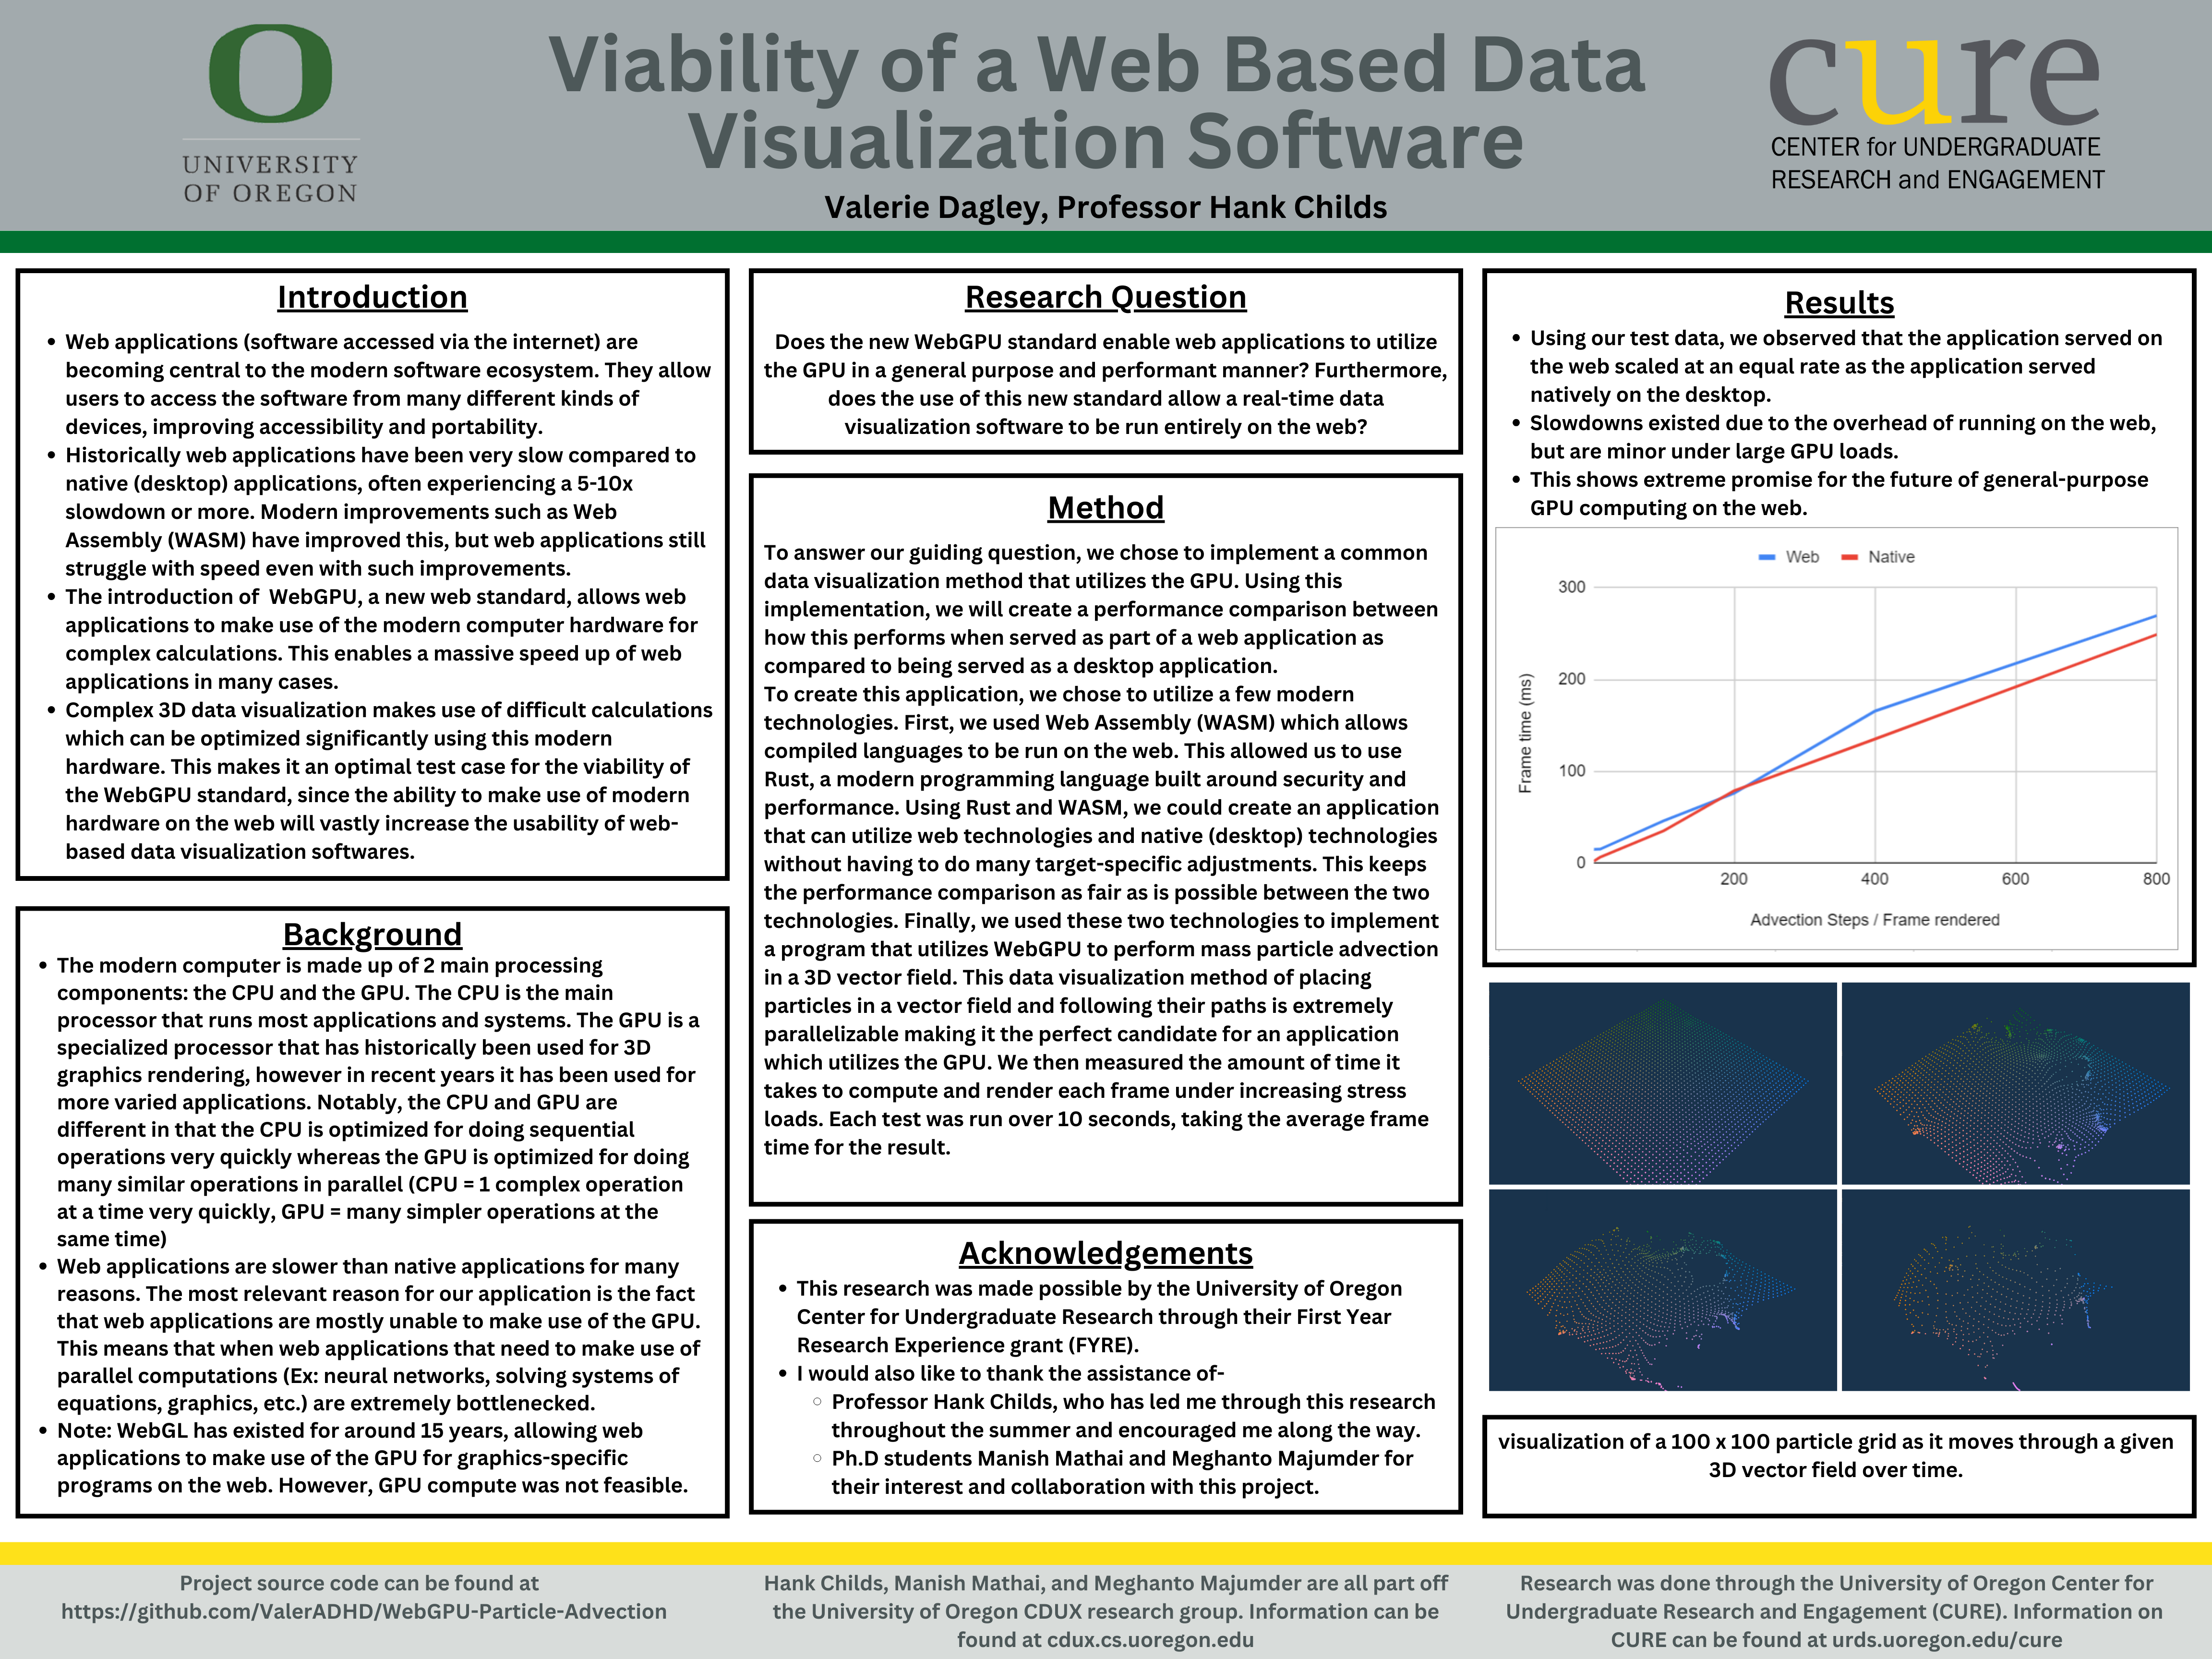 UNIVERSITY
OF OREGON
Viability of a Web Based Data
Visualization Software
Valerie Dagley, Professor Hank Childs
cure
CENTER for UNDERGRADUATE
RESEARCH and ENGAGEMENT
Introduction
• Web applications (software accessed via the internet) are
becoming central to the modern software ecosystem. They allow
users to access the software from many different kinds of
devices, improving accessibility and portability.
• Historically web applications have been very slow compared to
native (desktop) applications, often experiencing a 5-10x
slowdown or more. Modern improvements such as Web
Assembly (WASM) have improved this, but web applications still
struggle with speed even with such improvements.
• The introduction of  WebGPU, a new web standard, allows web
applications to make use of the modern computer hardware for
complex calculations. This enables a massive speed up of web
applications in many cases.
• Complex 3D data visualization makes use of difficult calculations
which can be optimized significantly using this modern
hardware. This makes it an optimal test case for the viability of
the WebGPU standard, since the ability to make use of modern
hardware on the web will vastly increase the usability of web-
based data visualization softwares.
Background
• The modern computer is made up of 2 main processing
components: the CPU and the GPU. The CPU is the main
processor that runs most applications and systems. The GPU is a
specialized processor that has historically been used for 3D
graphics rendering, however in recent years it has been used for
more varied applications. Notably, the CPU and GPU are
different in that the CPU is optimized for doing sequential
operations very quickly whereas the GPU is optimized for doing
many similar operations in parallel (CPU = 1 complex operation
at a time very quickly, GPU = many simpler operations at the
same time)
• Web applications are slower than native applications for many
reasons. The most relevant reason for our application is the fact
that web applications are mostly unable to make use of the GPU.
This means that when web applications that need to make use of
parallel computations (Ex: neural networks, solving systems of
equations, graphics, etc.) are extremely bottlenecked.
• Note: WebGL has existed for around 15 years, allowing web
applications to make use of the GPU for graphics-specific
programs on the web. However, GPU compute was not feasible.
Research Question
Does the new WebGPU standard enable web applications to utilize
the GPU in a general purpose and performant manner? Furthermore,
does the use of this new standard allow a real-time data
visualization software to be run entirely on the web?
Method
To answer our guiding question, we chose to implement a common
data visualization method that utilizes the GPU. Using this
implementation, we will create a performance comparison between
how this performs when served as part of a web application as
compared to being served as a desktop application.
To create this application, we chose to utilize a few modern
technologies. First, we used Web Assembly (WASM) which allows
compiled languages to be run on the web. This allowed us to use
Rust, a modern programming language built around security and
performance. Using Rust and WASM, we could create an application
that can utilize web technologies and native (desktop) technologies
without having to do many target-specific adjustments. This keeps
the performance comparison as fair as is possible between the two
technologies. Finally, we used these two technologies to implement
a program that utilizes WebGPU to perform mass particle advection
in a 3D vector field. This data visualization method of placing
particles in a vector field and following their paths is extremely
parallelizable making it the perfect candidate for an application
which utilizes the GPU. We then measured the amount of time it
takes to compute and render each frame under increasing stress
loads. Each test was run over 10 seconds, taking the average frame
time for the result.
Acknowledgements
• This research was made possible by the University of Oregon
Center for Undergraduate Research through their First Year
Research Experience grant (FYRE).
• I would also like to thank the assistance of-
○ Professor Hank Childs, who has led me through this research
throughout the summer and encouraged me along the way.
○ Ph.D students Manish Mathai and Meghanto Majumder for
their interest and collaboration with this project.
Results
• Using our test data, we observed that the application served on
the web scaled at an equal rate as the application served
natively on the desktop.
• Slowdowns existed due to the overhead of running on the web,
but are minor under large GPU loads.
• This shows extreme promise for the future of general-purpose
GPU computing on the web.
Web Native
Frame time (ms)
300
200
100
0
200 400 600 800
Advection Steps / Frame rendered
visualization of a 100 x 100 particle grid as it moves through a given
3D vector field over time.
Project source code can be found at
https://github.com/ValerADHD/WebGPU-Particle-Advection
Hank Childs, Manish Mathai, and Meghanto Majumder are all part off
the University of Oregon CDUX research group. Information can be
found at cdux.cs.uoregon.edu
Research was done through the University of Oregon Center for
Undergraduate Research and Engagement (CURE). Information on
CURE can be found at urds.uoregon.edu/cure